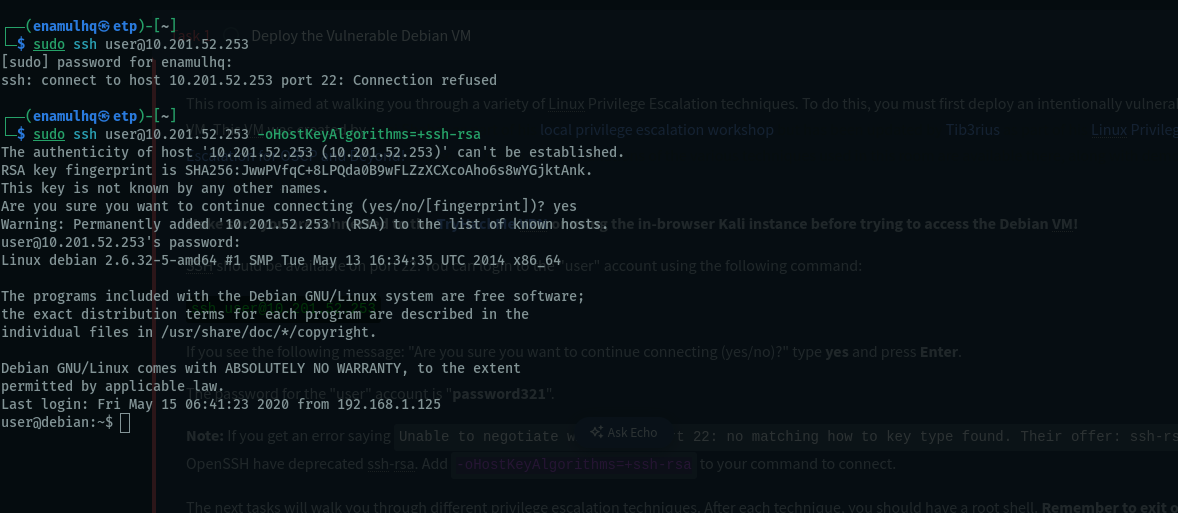 ┌──(enamulhq㉿etp)-[~]
└─$ sudo ssh user@10.201.52.253
[sudo] password for enamulhq:
ssh: connect to host 10.201.52.253 port 22: Connection refused
┌──(enamulhq㉿etp)-[~]
└─$ sudo ssh user@10.201.52.253 -oHostKeyAlgorithms=+ssh-rsa
The authenticity of host '10.201.52.253 (10.201.52.253)' can't be established.
RSA key fingerprint is SHA256:JwwPVfqC+8LPQda0B9wFLZzXCXcoAho6s8wYGjktAnk.
This key is not known by any other names.
Are you sure you want to continue connecting (yes/no/[fingerprint])? yes
Warning: Permanently added '10.201.52.253' (RSA) to the list of known hosts.
user@10.201.52.253's password:
Linux debian 2.6.32-5-amd64 #1 SMP Tue May 13 16:34:35 UTC 2014 x86_64
The programs included with the Debian GNU/Linux system are free software;
the exact distribution terms for each program are described in the
individual files in /usr/share/doc/*/copyright.
Debian GNU/Linux comes with ABSOLUTELY NO WARRANTY, to the extent
permitted by applicable law.
Last login: Fri May 15 06:41:23 2020 from 192.168.1.125
user@debian:~$
Deploy the Vulnerable Debian VM
This room is aimed at walking you through a variety of Linux Privilege Escalation techniques. To do this, you must first deploy an intentionally
local privilege escalation workshop Tib3rius Linux
the in-browser Kali instance before trying to access the Debian VM!
SSH should be available on port 22. You can login to the "user" account using the following command:
ssh user@10.201.52.253
If you see the following message: "Are you sure you want to continue connecting (yes/no)?" type yes and press Enter.
The password for the "user" account is "password321".
Note: If you get an error saying Unable to negotiate 22: no matching how to key type found. Their offer:
Ask Echo
OpenSSH have deprecated ssh-rsa. Add -oHostKeyAlgorithms=+ssh-rsa to your command to connect.
The next tasks will walk you through different privilege escalation techniques. After each technique, you should have a root shell. Remember to exit